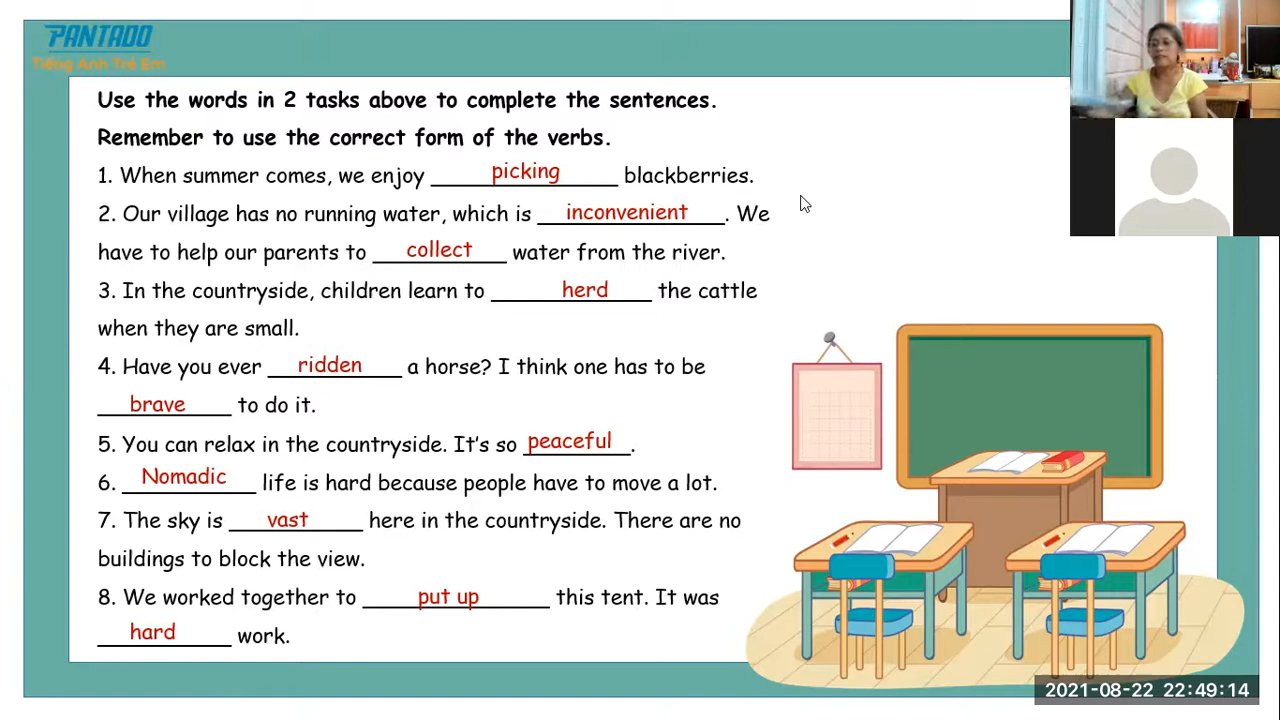 PANTADO
Tiếng Anh Trẻ Em
Use the words in 2 tasks above to complete the sentences.
Remember to use the correct form of the verbs.
1. When summer comes, we enjoy picking blackberries.
2. Our village has no running water, which is inconvenient. We
have to help our parents to collect water from the river.
3. In the countryside, children learn to herd the cattle
when they are small.
4. Have you ever ridden a horse? I think one has to be
brave to do it.
5. You can relax in the countryside. It's so peaceful.
6. Nomadic life is hard because people have to move a lot.
7. The sky is vast here in the countryside. There are no
buildings to block the view.
8. We worked together to put up this tent. It was
hard work.
2021-08-22 22:49:14